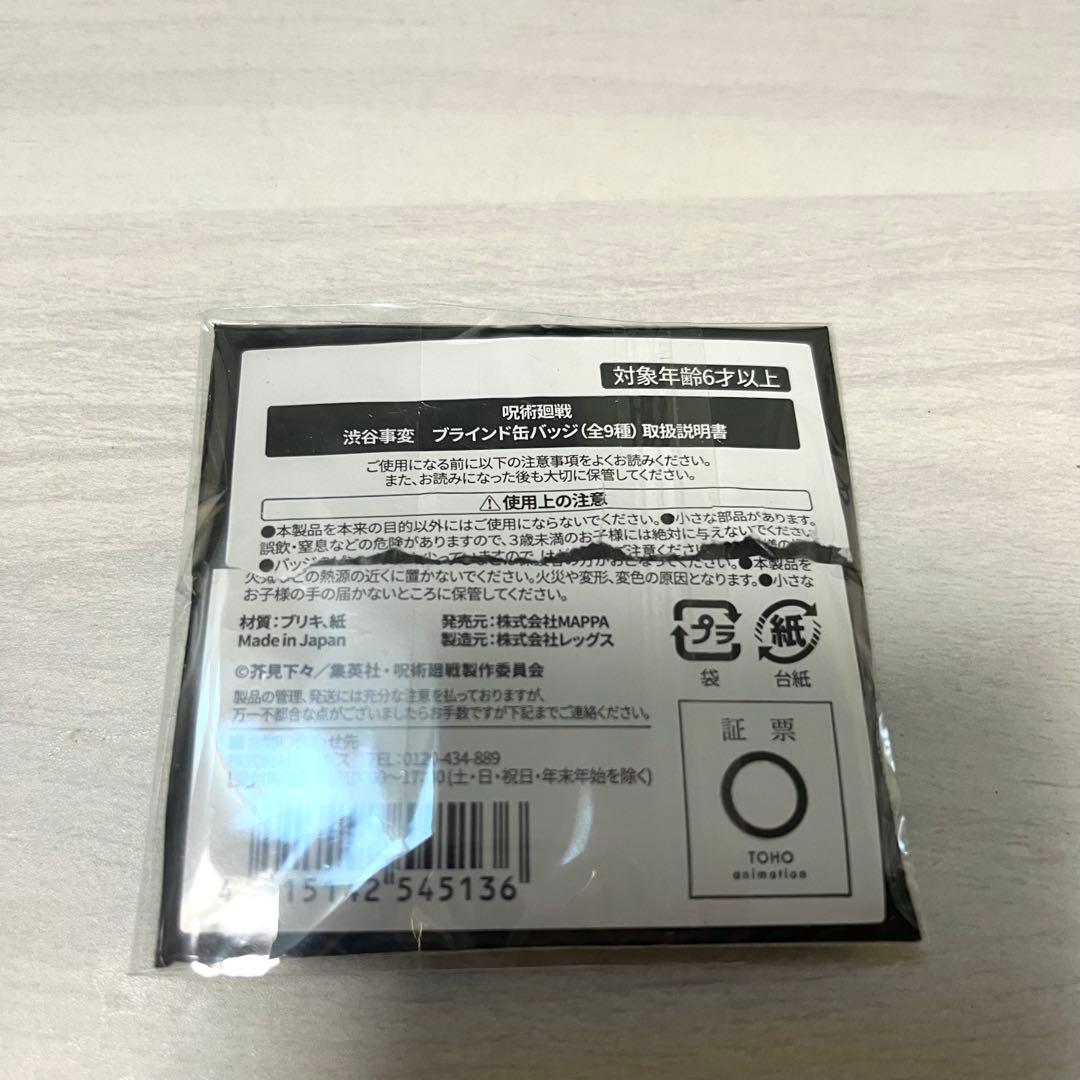 対象年齢6才以上
呪術廻戦
渋谷事変 ブラインド缶バッジ(全9種)取扱説明書
ご使用になる前に以下の注意事項をよくお読みください。
また、お読みになった後も大切に保管してください。
⚠使用上の注意
●本製品を本来の目的以外にはご使用にならないでください。●小さな部品があります。
誤飲・窒息などの危険がありますので、3歳未満のお子様には絶対に与えないでください。
●バッジ
注意ください
●本製品を
火気などの熱源の近くに置かないでください。火災や変形、変色の原因となります。●小さな
お子様の手の届かないところに保管してください。
材質:ブリキ、紙
Made in Japan
発売元:株式会社MAPPA
製造元:株式会社レッグス
プラ
袋
紙
台紙
©芥見下々/集英社・呪術廻戦製作委員会
製品の管理、発送には充分な注意を払っておりますが、
万一不都合な点がございましたらお手数ですが下記までご連絡ください。
TEL:0120-434-889
(土・日・祝日・年末年始を除く)
545136
証票
TOHO
animation